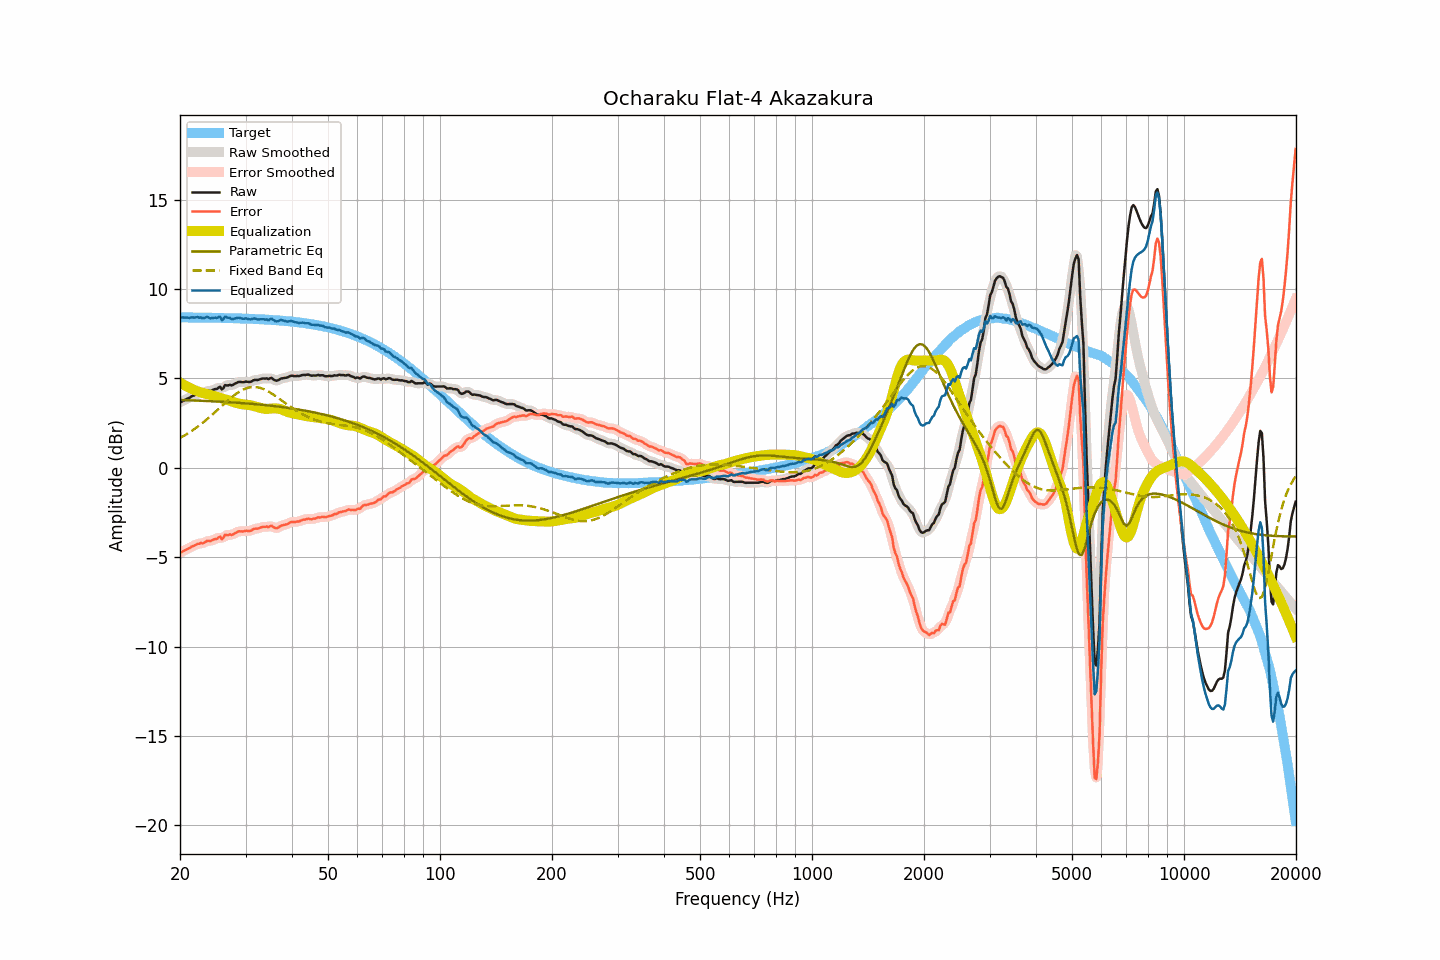 Ocharaku Flat-4 Akazakura
Target
Raw Smoothed
Error Smoothed
Raw
Error
Equalization
Parametric Eq
Fixed Band Eq
Equalized
15
10
5
0
−5
−10
−15
−20
Amplitude (dBr)
20 50 100 200 500 1000 2000 5000 10000 20000
Frequency (Hz)